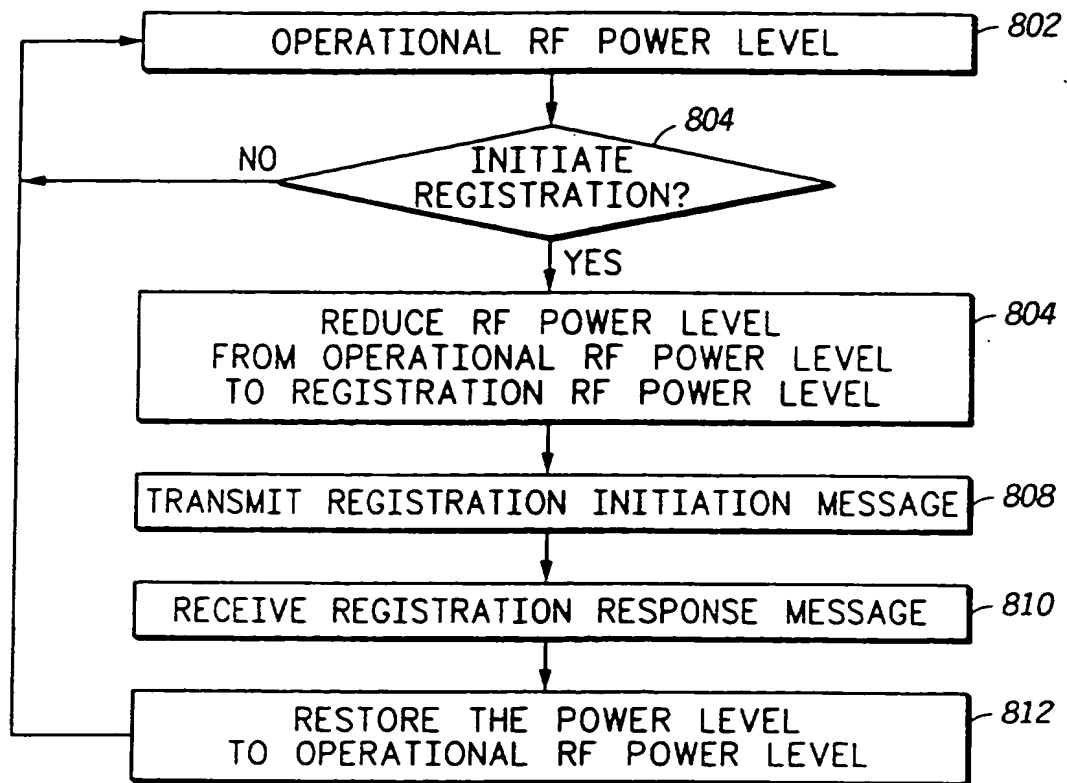 OPERATIONAL RF POWER LEVEL
802
804
INITIATE
REGISTRATION?
NO
YES
REDUCE RF POWER LEVEL
FROM OPERATIONAL RF POWER LEVEL
TO REGISTRATION RF POWER LEVEL
804
TRANSMIT REGISTRATION INITIATION MESSAGE
808
RECEIVE REGISTRATION RESPONSE MESSAGE
810
RESTORE THE POWER LEVEL
TO OPERATIONAL RF POWER LEVEL
812